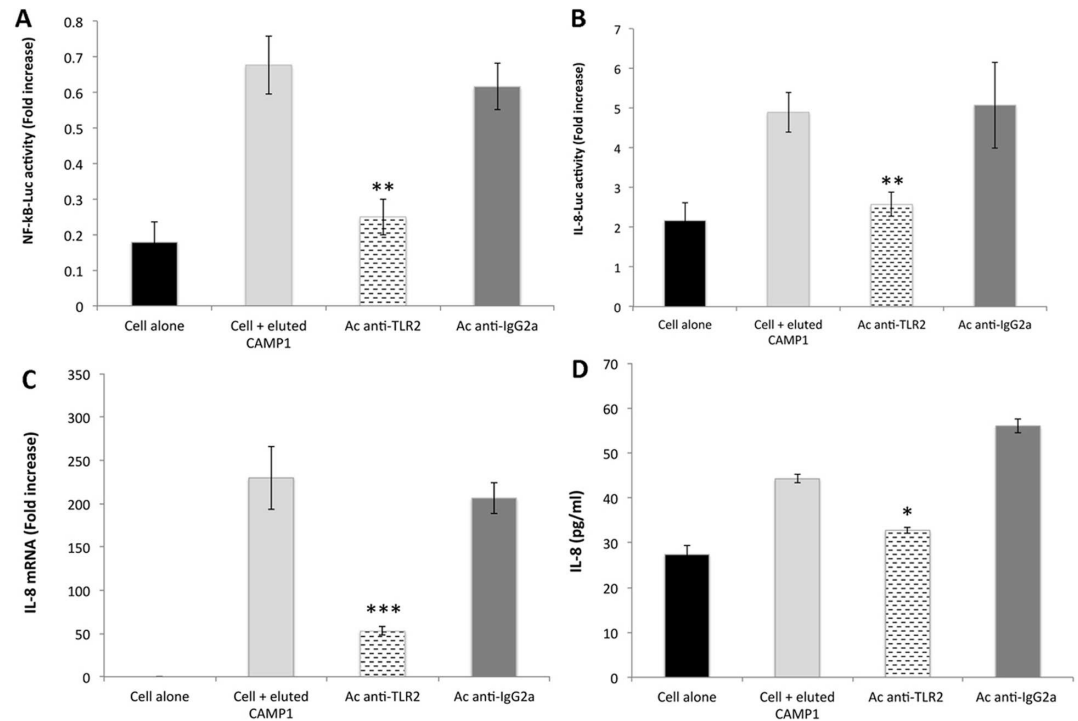 A
NF-kB-Luc activity (Fold increase)
0.8
0.7
0.6
0.5
0.4
0.3
0.2
0.1
0
**
Cell alone
Cell + eluted
CAMP1
Ac anti-TLR2
Ac anti-IgG2a
B
IL-8-Luc activity (Fold increase)
7
6
5
4
3
2
1
0
**
Cell alone
Cell + eluted
CAMP1
Ac anti-TLR2
Ac anti-IgG2a
C
IL-8 mRNA (Fold increase)
350
300
250
200
150
100
50
0
***
Cell alone
Cell + eluted
CAMP1
Ac anti-TLR2
Ac anti-IgG2a
D
IL-8 (pg/ml)
70
60
50
40
30
20
10
0
*
Cell alone
Cell + eluted
CAMP1
Ac anti-TLR2
Ac anti-IgG2a